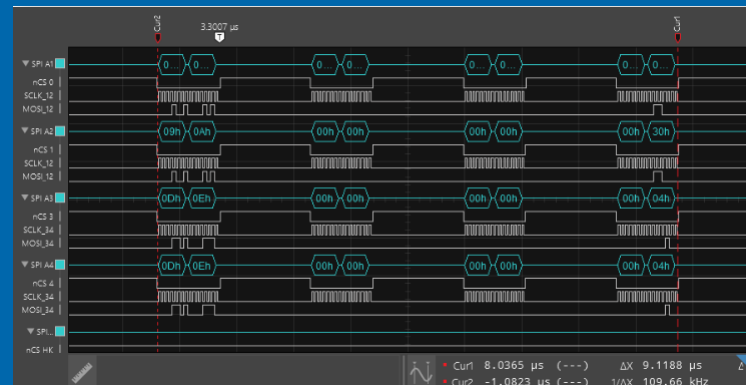 Cur2 3.3007 µs Cur1
T
▼ SPI A1 0... 0... 0... 0... 0... 0... 0... 0...
nCS 0
SCLK_12
MOSI_12
▼ SPI A2 09h 0Ah 00h 00h 00h 00h 00h 30h
nCS 1
SCLK_12
MOSI_12
▼ SPI A3 0Dh 0Eh 00h 00h 00h 00h 00h 04h
nCS 3
SCLK_34
MOSI_34
▼ SPI A4 0Dh 0Eh 00h 00h 00h 00h 00h 04h
nCS 4
SCLK_34
MOSI_34
▼ SPI...
nCS HK
Cur1 8.0365 µs (---) ΔX 9.1188 µs
Cur2 -1.0823 µs (---) 1/ΔX 109.66 kHz